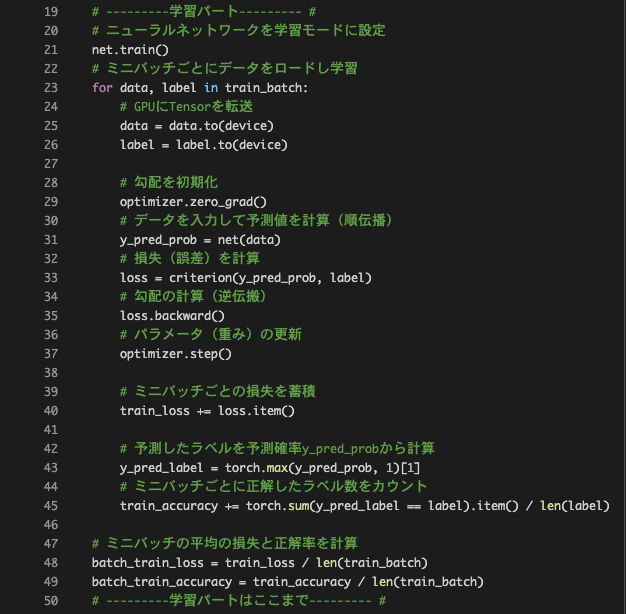 19 # ---------学習パート--------- #
20 # ニューラルネットワークを学習モードに設定
21 net.train()
22 # ミニバッチごとにデータをロードし学習
23 for data, label in train_batch:
24     # GPUにTensorを転送
25     data = data.to(device)
26     label = label.to(device)
27
28     # 勾配を初期化
29     optimizer.zero_grad()
30     # データを入力して予測値を計算（順伝播）
31     y_pred_prob = net(data)
32     # 損失（誤差）を計算
33     loss = criterion(y_pred_prob, label)
34     # 勾配の計算（逆伝搬）
35     loss.backward()
36     # パラメータ（重み）の更新
37     optimizer.step()
38
39     # ミニバッチごとの損失を蓄積
40     train_loss += loss.item()
41
42     # 予測したラベルを予測確率y_pred_probから計算
43     y_pred_label = torch.max(y_pred_prob, 1)[1]
44     # ミニバッチごとに正解したラベル数をカウント
45     train_accuracy += torch.sum(y_pred_label == label).item() / len(label)
46
47 # ミニバッチの平均の損失と正解率を計算
48 batch_train_loss = train_loss / len(train_batch)
49 batch_train_accuracy = train_accuracy / len(train_batch)
50 # ---------学習パートはここまで--------- #